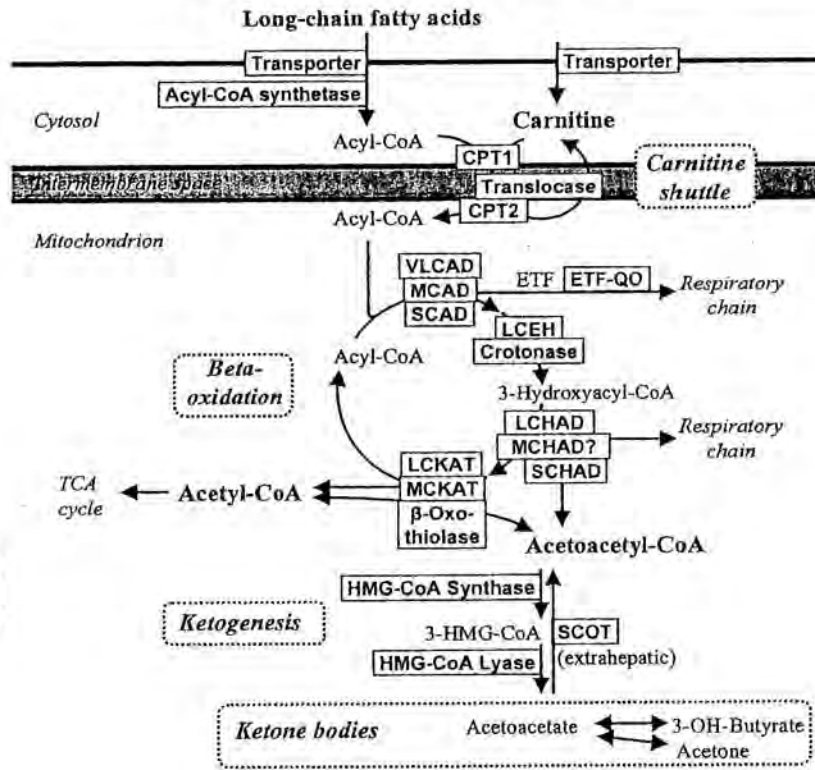 Long-chain fatty acids
Transporter
Transporter
Acyl-CoA synthetase
Cytosol
Acyl-CoA
Carnitine
CPT1
Carnitine
shuttle
Intermembrane space
Translocase
Acyl-CoA
CPT2
Mitochondrion
VLCAD
MCAD
SCAD
ETF
ETF-QO
Respiratory
chain
LCEH
Crotonase
Acyl-CoA
Beta-
oxidation
3-Hydroxyacyl-CoA
LCHAD
MCHAD?
SCHAD
Respiratory
chain
LCKAT
MCKAT
β-Oxo-
thiolase
TCA
cycle
Acetyl-CoA
Acetoacetyl-CoA
HMG-CoA Synthase
Ketogenesis
3-HMG-CoA
SCOT
(extrahepatic)
HMG-CoA Lyase
Ketone bodies
Acetoacetate
3-OH-Butyrate
Acetone